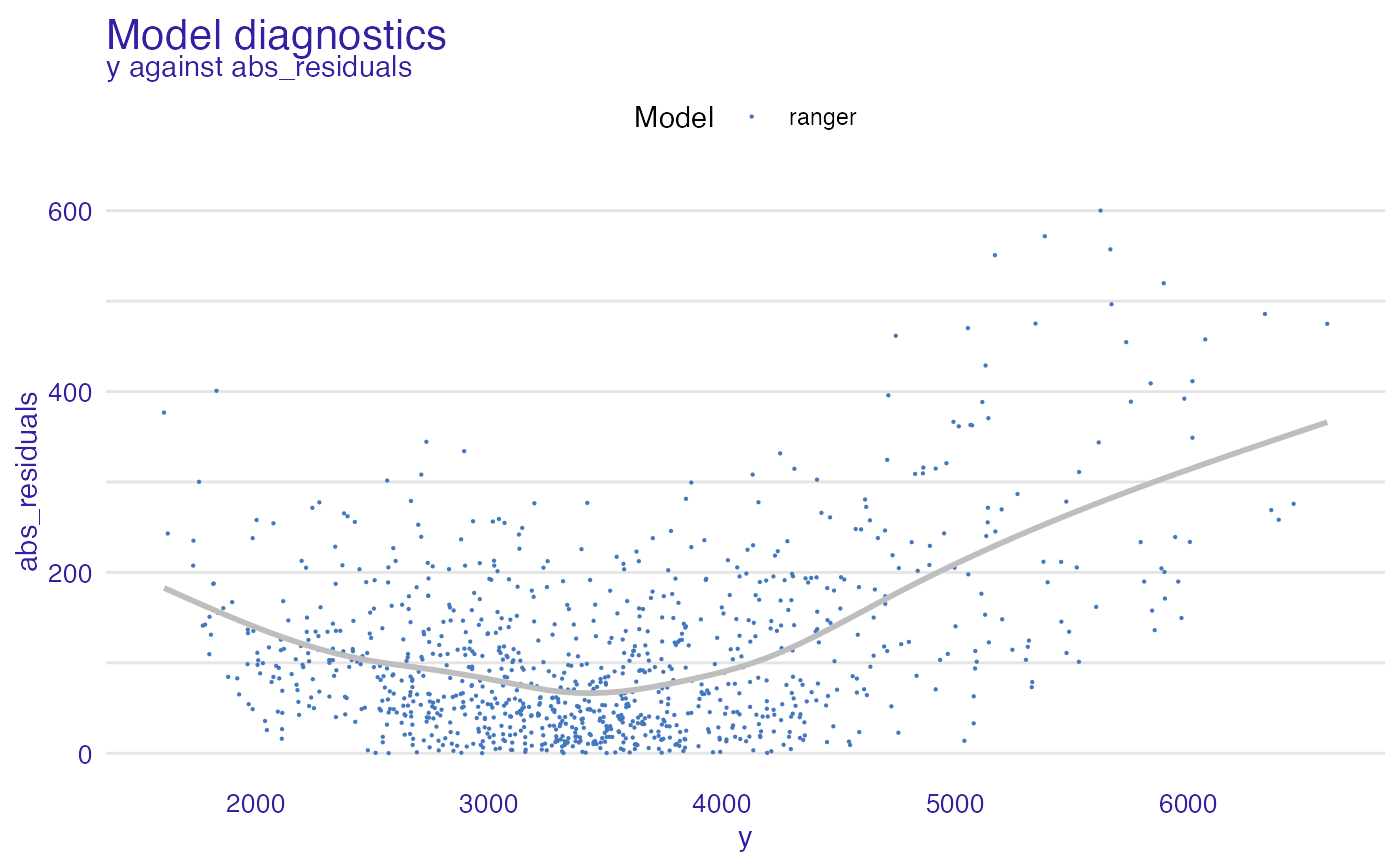 Model diagnostics
y against abs_residuals
Model ranger
600
400
200
0
abs_residuals
2000 3000 4000 5000 6000
y